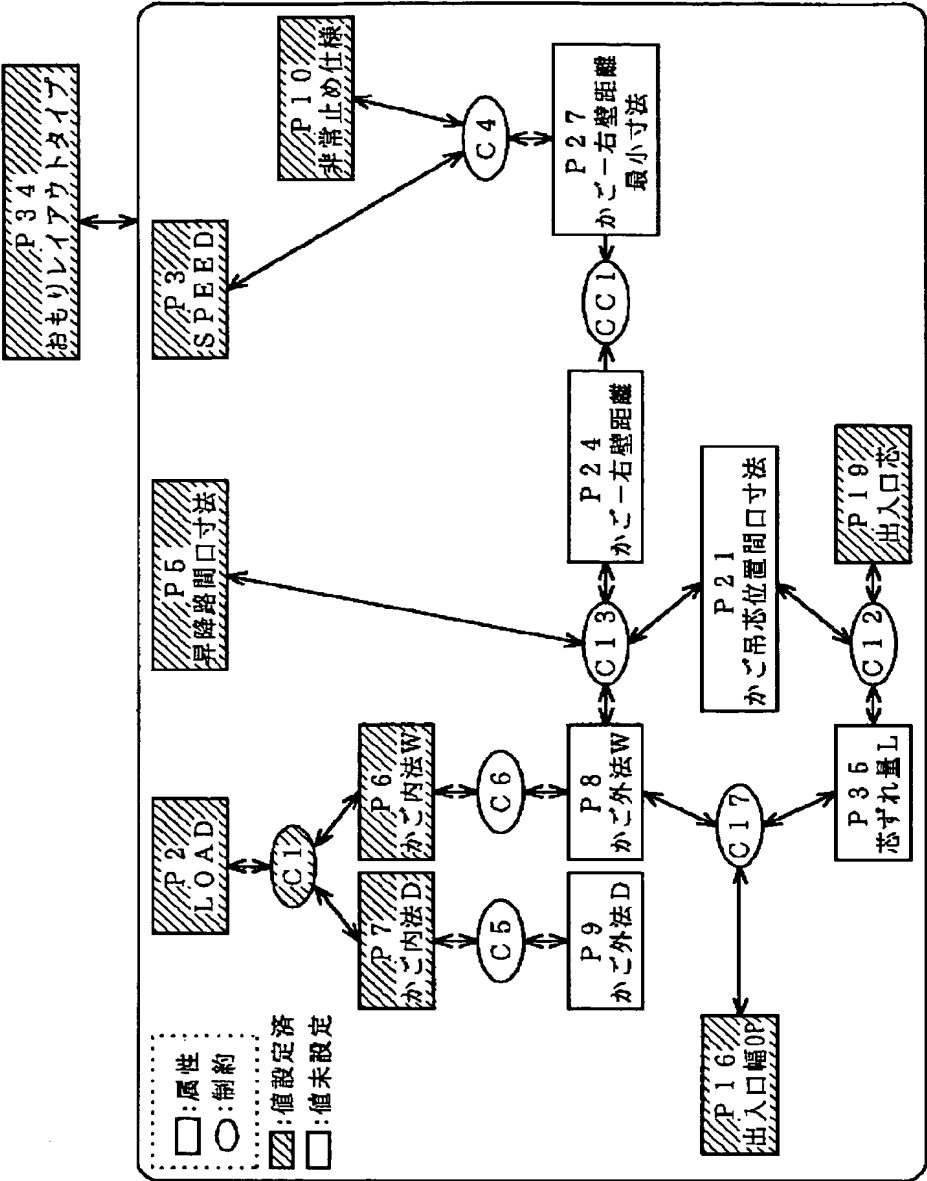 P34
おもりレイアウトタイプ
□:属性
○:制約
:値設定済
:値未設定
P2
LOAD
P5
昇降路間口寸法
P3
SPEED
P10
非常止め仕様
C1
P7
かご内法D
P6
かご内法W
C4
C5
C6
P9
かご外法D
P8
かご外法W
C13
P24
かご-右壁距離
CC1
P27
かご-右壁距離
最小寸法
P16
出入口幅OP
C17
P21
かご吊芯位置間口寸法
P35
芯ずれ量L
C12
P19
出入口芯